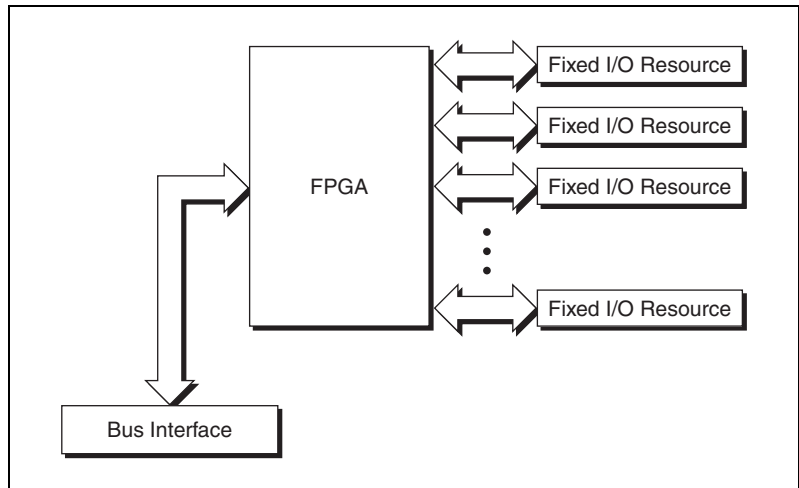 Fixed I/O Resource
Fixed I/O Resource
FPGA
Fixed I/O Resource
Fixed I/O Resource
Bus Interface